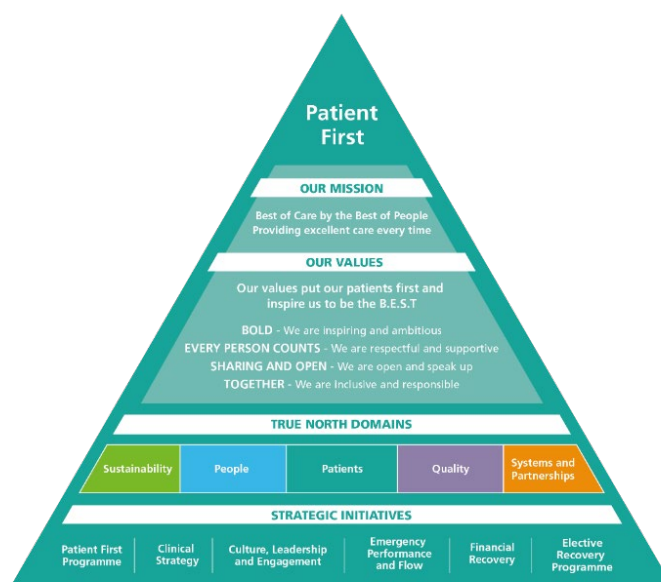 Patient
First
OUR MISSION
Best of Care by the Best of People
Providing excellent care every time
OUR VALUES
Our values put our patients first and
inspire us to be the B.E.S.T
BOLD - We are inspiring and ambitious
EVERY PERSON COUNTS - We are respectful and supportive
SHARING AND OPEN - We are open and speak up
TOGETHER - We are Inclusive and responsible
TRUE NORTH DOMAINS
Sustainability
People
Patients
Quality
Systems and
Partnerships
STRATEGIC INITIATIVES
Patient First
Programme
Clinical
Strategy
Culture, Leadership
and Engagement
Emergency
Performance
and Flow
Financial
Recovery
Elective
Recovery
Programme